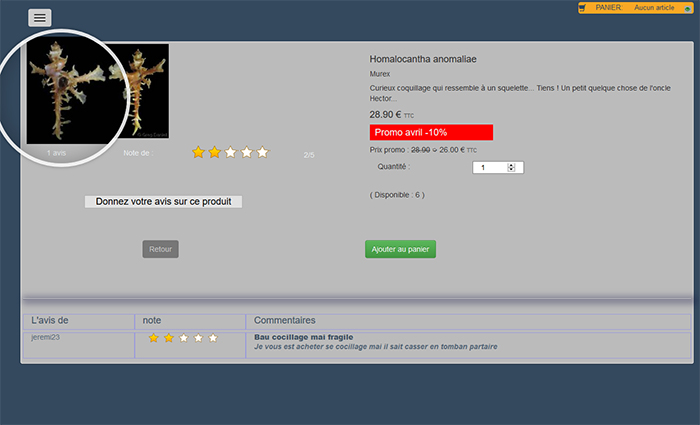 PANIER: Aucun article
Homalocantha anomaliae
Murex
Curieux coquillage qui ressemble à un squelette... Tiens ! Un petit quelque chose de l'oncle
Hector...
28.90 € TTC
Promo avril -10%
Prix promo : 28.90 € 26.00 € TTC
Quantité :
1
( Disponible : 6 )
1 avis
Note de :
2/5
Donnez votre avis sur ce produit
Retour
Ajouter au panier
L'avis de note Commentaires
jeremi23
Bau cocillage mai fragile
Je vous est acheter se cocillage mai il sait casser en tomban partaire